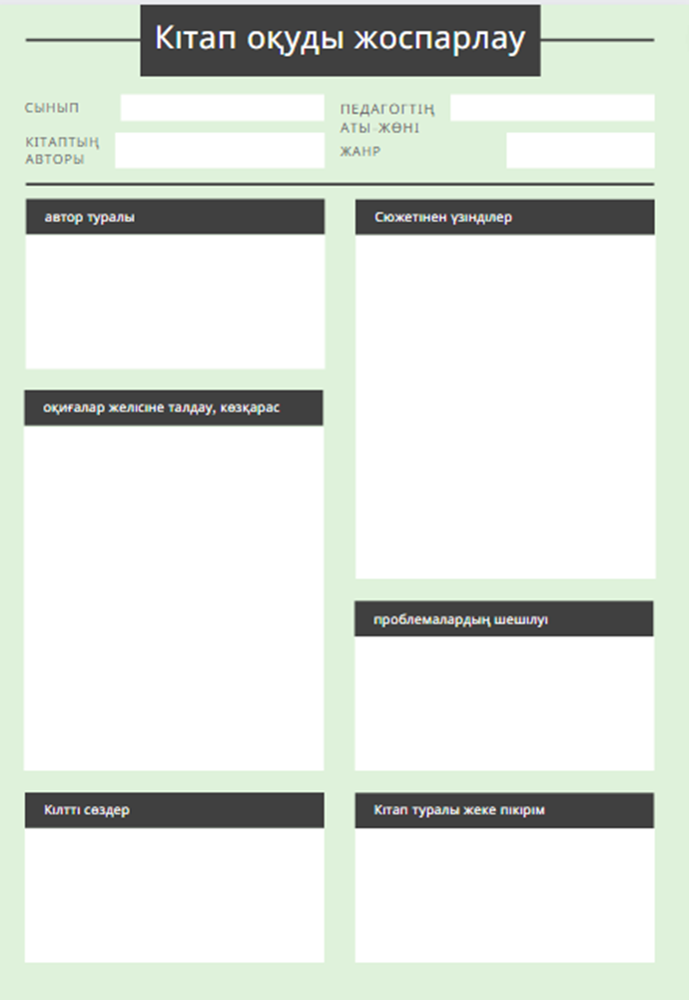 Кітап оқуды жоспарлау
СЫНЫП
ПЕДАГОГТІҢ
АТЫ-ЖӨНІ
КІТАПТЫҢ
АВТОРЫ
ЖАНР
автор туралы
Сюжетінен үзінділер
оқиғалар желісіне талдау, көзқарас
проблемалардың шешілуі
Кілтті сөздер
Кітап туралы жеке пікірім